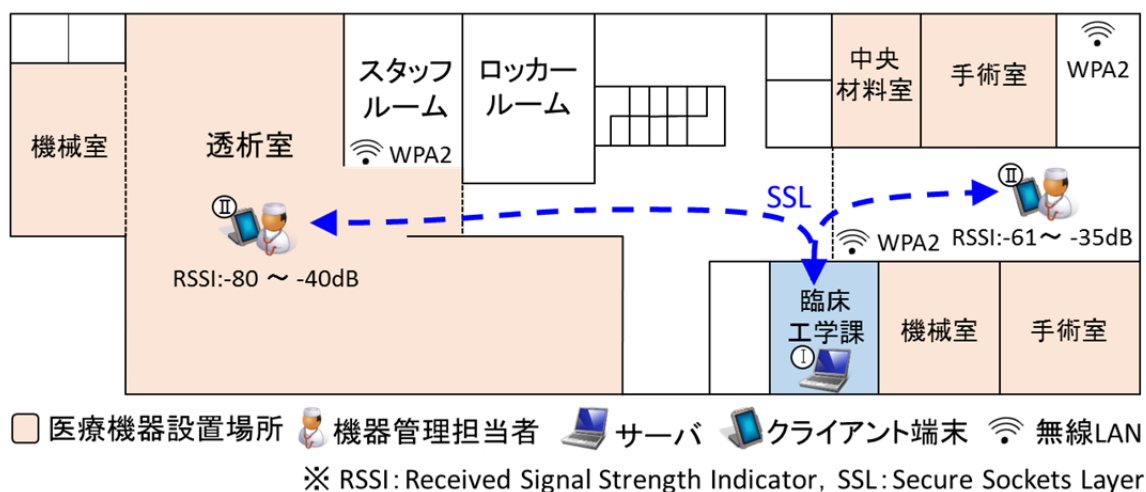 スタッフ
ルーム
WPA2
ロッカー
ルーム
中央
材料室
手術室
WPA2
機械室
透析室
Ⅱ
RSSI:-80 ~ -40dB
SSL
Ⅱ
RSSI:-61~ -35dB
WPA2
臨床
工学課
Ⅰ
機械室
手術室
医療機器設置場所 機器管理担当者 サーバ クライアント端末 無線LAN
※ RSSI:Received Signal Strength Indicator, SSL:Secure Sockets Layer